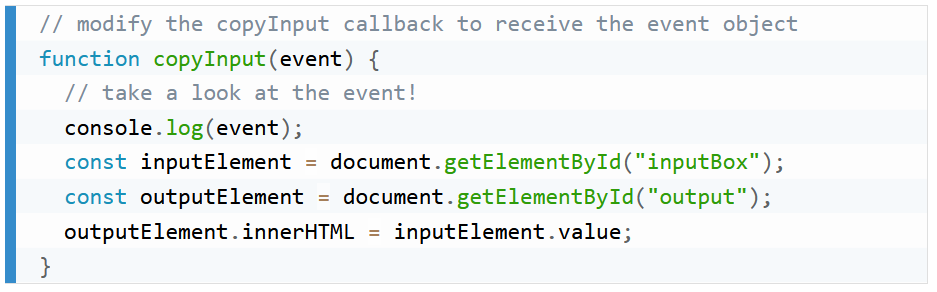 // modify the copyInput callback to receive the event object
function copyInput(event) {
  // take a look at the event!
  console.log(event);
  const inputElement = document.getElementById("inputBox");
  const outputElement = document.getElementById("output");
  outputElement.innerHTML = inputElement.value;
}